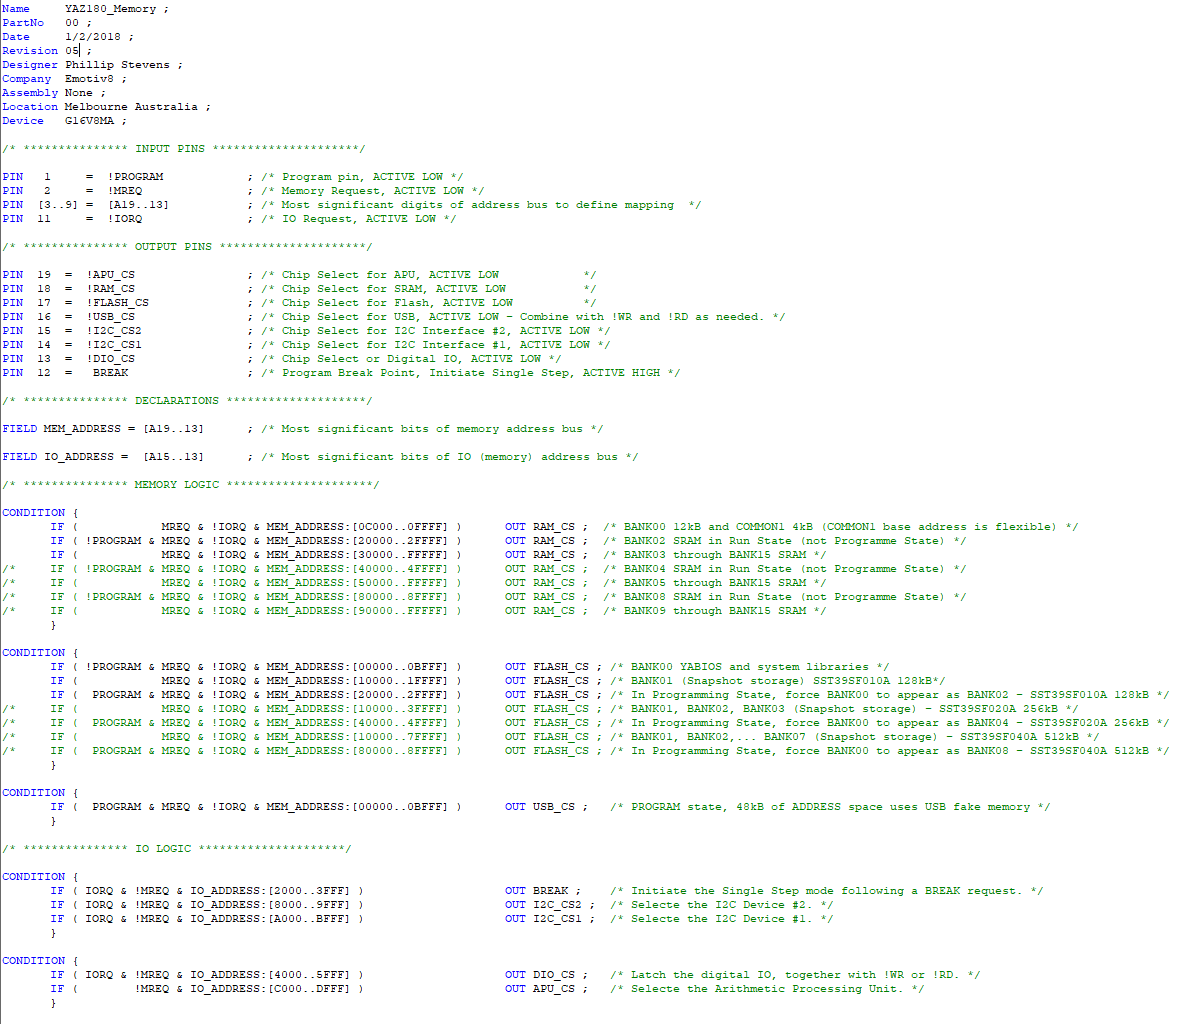 Name     YAZ180_Memory ;
PartNo   00 ;
Date     1/2/2018 ;
Revision 05 ;
Designer Phillip Stevens ;
Company  Emotiv8 ;
Assembly None ;
Location Melbourne Australia ;
Device   G16V8MA ;
/* *************** INPUT PINS *********************/
PIN   1     =  !PROGRAM            ; /* Program pin, ACTIVE LOW */
PIN   2     =  !MREQ               ; /* Memory Request, ACTIVE LOW */
PIN  [3..9] =  [A19..13]           ; /* Most significant digits of address bus to define mapping  */
PIN  11     =  !IORQ               ; /* IO Request, ACTIVE LOW */
/* *************** OUTPUT PINS *********************/
PIN  19  =  !APU_CS                ; /* Chip Select for APU, ACTIVE LOW            */
PIN  18  =  !RAM_CS                ; /* Chip Select for SRAM, ACTIVE LOW           */
PIN  17  =  !FLASH_CS              ; /* Chip Select for Flash, ACTIVE LOW          */
PIN  16  =  !USB_CS                ; /* Chip Select for USB, ACTIVE LOW - Combine with !WR and !RD as needed. */
PIN  15  =  !I2C_CS2               ; /* Chip Select for I2C Interface #2, ACTIVE LOW */
PIN  14  =  !I2C_CS1               ; /* Chip Select for I2C Interface #1, ACTIVE LOW */
PIN  13  =  !DIO_CS                ; /* Chip Select or Digital IO, ACTIVE LOW */
PIN  12  =   BREAK                 ; /* Program Break Point, Initiate Single Step, ACTIVE HIGH */
/* *************** DECLARATIONS ********************/
FIELD MEM_ADDRESS = [A19..13]      ; /* Most significant bits of memory address bus */
FIELD IO_ADDRESS =  [A15..13]      ; /* Most significant bits of IO (memory) address bus */
/* *************** MEMORY LOGIC *********************/
CONDITION {
IF (            MREQ & !IORQ & MEM_ADDRESS:[0C000..0FFFF] )      OUT RAM_CS ;  /* BANK00 12kB and COMMON1 4kB (COMMON1 base address is flexible) */
IF ( !PROGRAM & MREQ & !IORQ & MEM_ADDRESS:[20000..2FFFF] )      OUT RAM_CS ;  /* BANK02 SRAM in Run State (not Programme State) */
IF (            MREQ & !IORQ & MEM_ADDRESS:[30000..FFFFF] )      OUT RAM_CS ;  /* BANK03 through BANK15 SRAM */
/*     IF ( !PROGRAM & MREQ & !IORQ & MEM_ADDRESS:[40000..4FFFF] )      OUT RAM_CS ;  /* BANK04 SRAM in Run State (not Programme State) */
/*     IF (            MREQ & !IORQ & MEM_ADDRESS:[50000..FFFFF] )      OUT RAM_CS ;  /* BANK05 through BANK15 SRAM */
/*     IF ( !PROGRAM & MREQ & !IORQ & MEM_ADDRESS:[80000..8FFFF] )      OUT RAM_CS ;  /* BANK08 SRAM in Run State (not Programme State) */
/*     IF (            MREQ & !IORQ & MEM_ADDRESS:[90000..FFFFF] )      OUT RAM_CS ;  /* BANK09 through BANK15 SRAM */
}
CONDITION {
IF ( !PROGRAM & MREQ & !IORQ & MEM_ADDRESS:[00000..0BFFF] )      OUT FLASH_CS ; /* BANK00 YABIOS and system libraries */
IF (            MREQ & !IORQ & MEM_ADDRESS:[10000..1FFFF] )      OUT FLASH_CS ; /* BANK01 (Snapshot storage) SST39SF010A 128kB*/
IF (  PROGRAM & MREQ & !IORQ & MEM_ADDRESS:[20000..2FFFF] )      OUT FLASH_CS ; /* In Programming State, force BANK00 to appear as BANK02 - SST39SF010A 128kB */
/*     IF (            MREQ & !IORQ & MEM_ADDRESS:[10000..3FFFF] )      OUT FLASH_CS ; /* BANK01, BANK02, BANK03 (Snapshot storage) - SST39SF020A 256kB */
/*     IF (  PROGRAM & MREQ & !IORQ & MEM_ADDRESS:[40000..4FFFF] )      OUT FLASH_CS ; /* In Programming State, force BANK00 to appear as BANK04 - SST39SF020A 256kB */
/*     IF (            MREQ & !IORQ & MEM_ADDRESS:[10000..7FFFF] )      OUT FLASH_CS ; /* BANK01, BANK02,... BANK07 (Snapshot storage) - SST39SF040A 512kB */
/*     IF (  PROGRAM & MREQ & !IORQ & MEM_ADDRESS:[80000..8FFFF] )      OUT FLASH_CS ; /* In Programming State, force BANK00 to appear as BANK08 - SST39SF040A 512kB */
}
CONDITION {
IF (  PROGRAM & MREQ & !IORQ & MEM_ADDRESS:[00000..0BFFF] )      OUT USB_CS ;   /* PROGRAM state, 48kB of ADDRESS space uses USB fake memory */
}
/* *************** IO LOGIC *********************/
CONDITION {
IF ( IORQ & !MREQ & IO_ADDRESS:[2000..3FFF] )                    OUT BREAK ;    /* Initiate the Single Step mode following a BREAK request. */
IF ( IORQ & !MREQ & IO_ADDRESS:[8000..9FFF] )                    OUT I2C_CS2 ;  /* Selecte the I2C Device #2. */
IF ( IORQ & !MREQ & IO_ADDRESS:[A000..BFFF] )                    OUT I2C_CS1 ;  /* Selecte the I2C Device #1. */
}
CONDITION {
IF ( IORQ & !MREQ & IO_ADDRESS:[4000..5FFF] )                    OUT DIO_CS ;   /* Latch the digital IO, together with !WR or !RD. */
IF (        !MREQ & IO_ADDRESS:[C000..DFFF] )                    OUT APU_CS ;   /* Selecte the Arithmetic Processing Unit. */
}